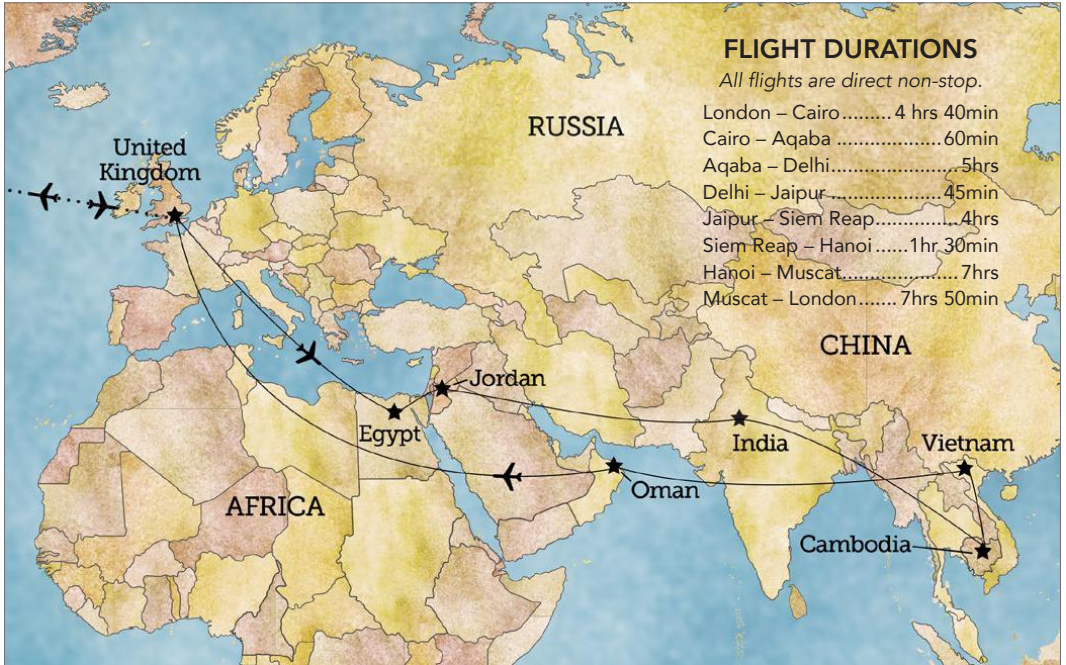 FLIGHT DURATIONS
All flights are direct non-stop.
London – Cairo.........4 hrs 40min
Cairo – Aqaba ...................60min
Aqaba – Delhi.......................5hrs
Delhi – Jaipur.....................45min
Jaipur – Siem Reap..............4hrs
Siem Reap – Hanoi......1hr 30min
Hanoi – Muscat....................7hrs
Muscat – London.......7hrs 50min
RUSSIA
United
Kingdom
CHINA
Jordan
Egypt
India
Vietnam
Oman
AFRICA
Cambodia